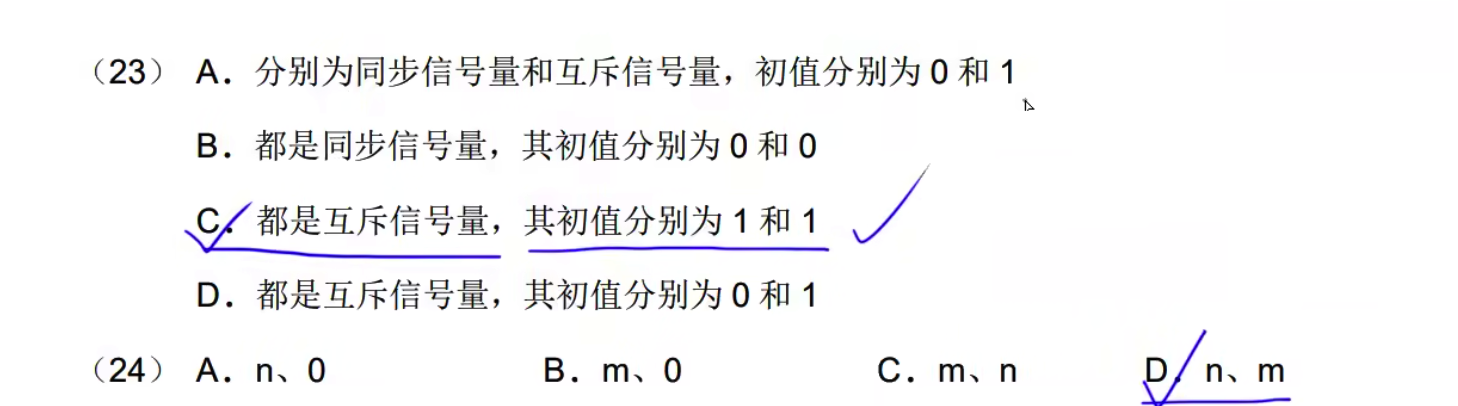 （23） A．分别为同步信号量和互斥信号量，初值分别为 0 和 1
B．都是同步信号量，其初值分别为 0 和 0
C．都是互斥信号量，其初值分别为 1 和 1
D．都是互斥信号量，其初值分别为 0 和 1
（24） A．n、0 B．m、0 C．m、n D．n、m